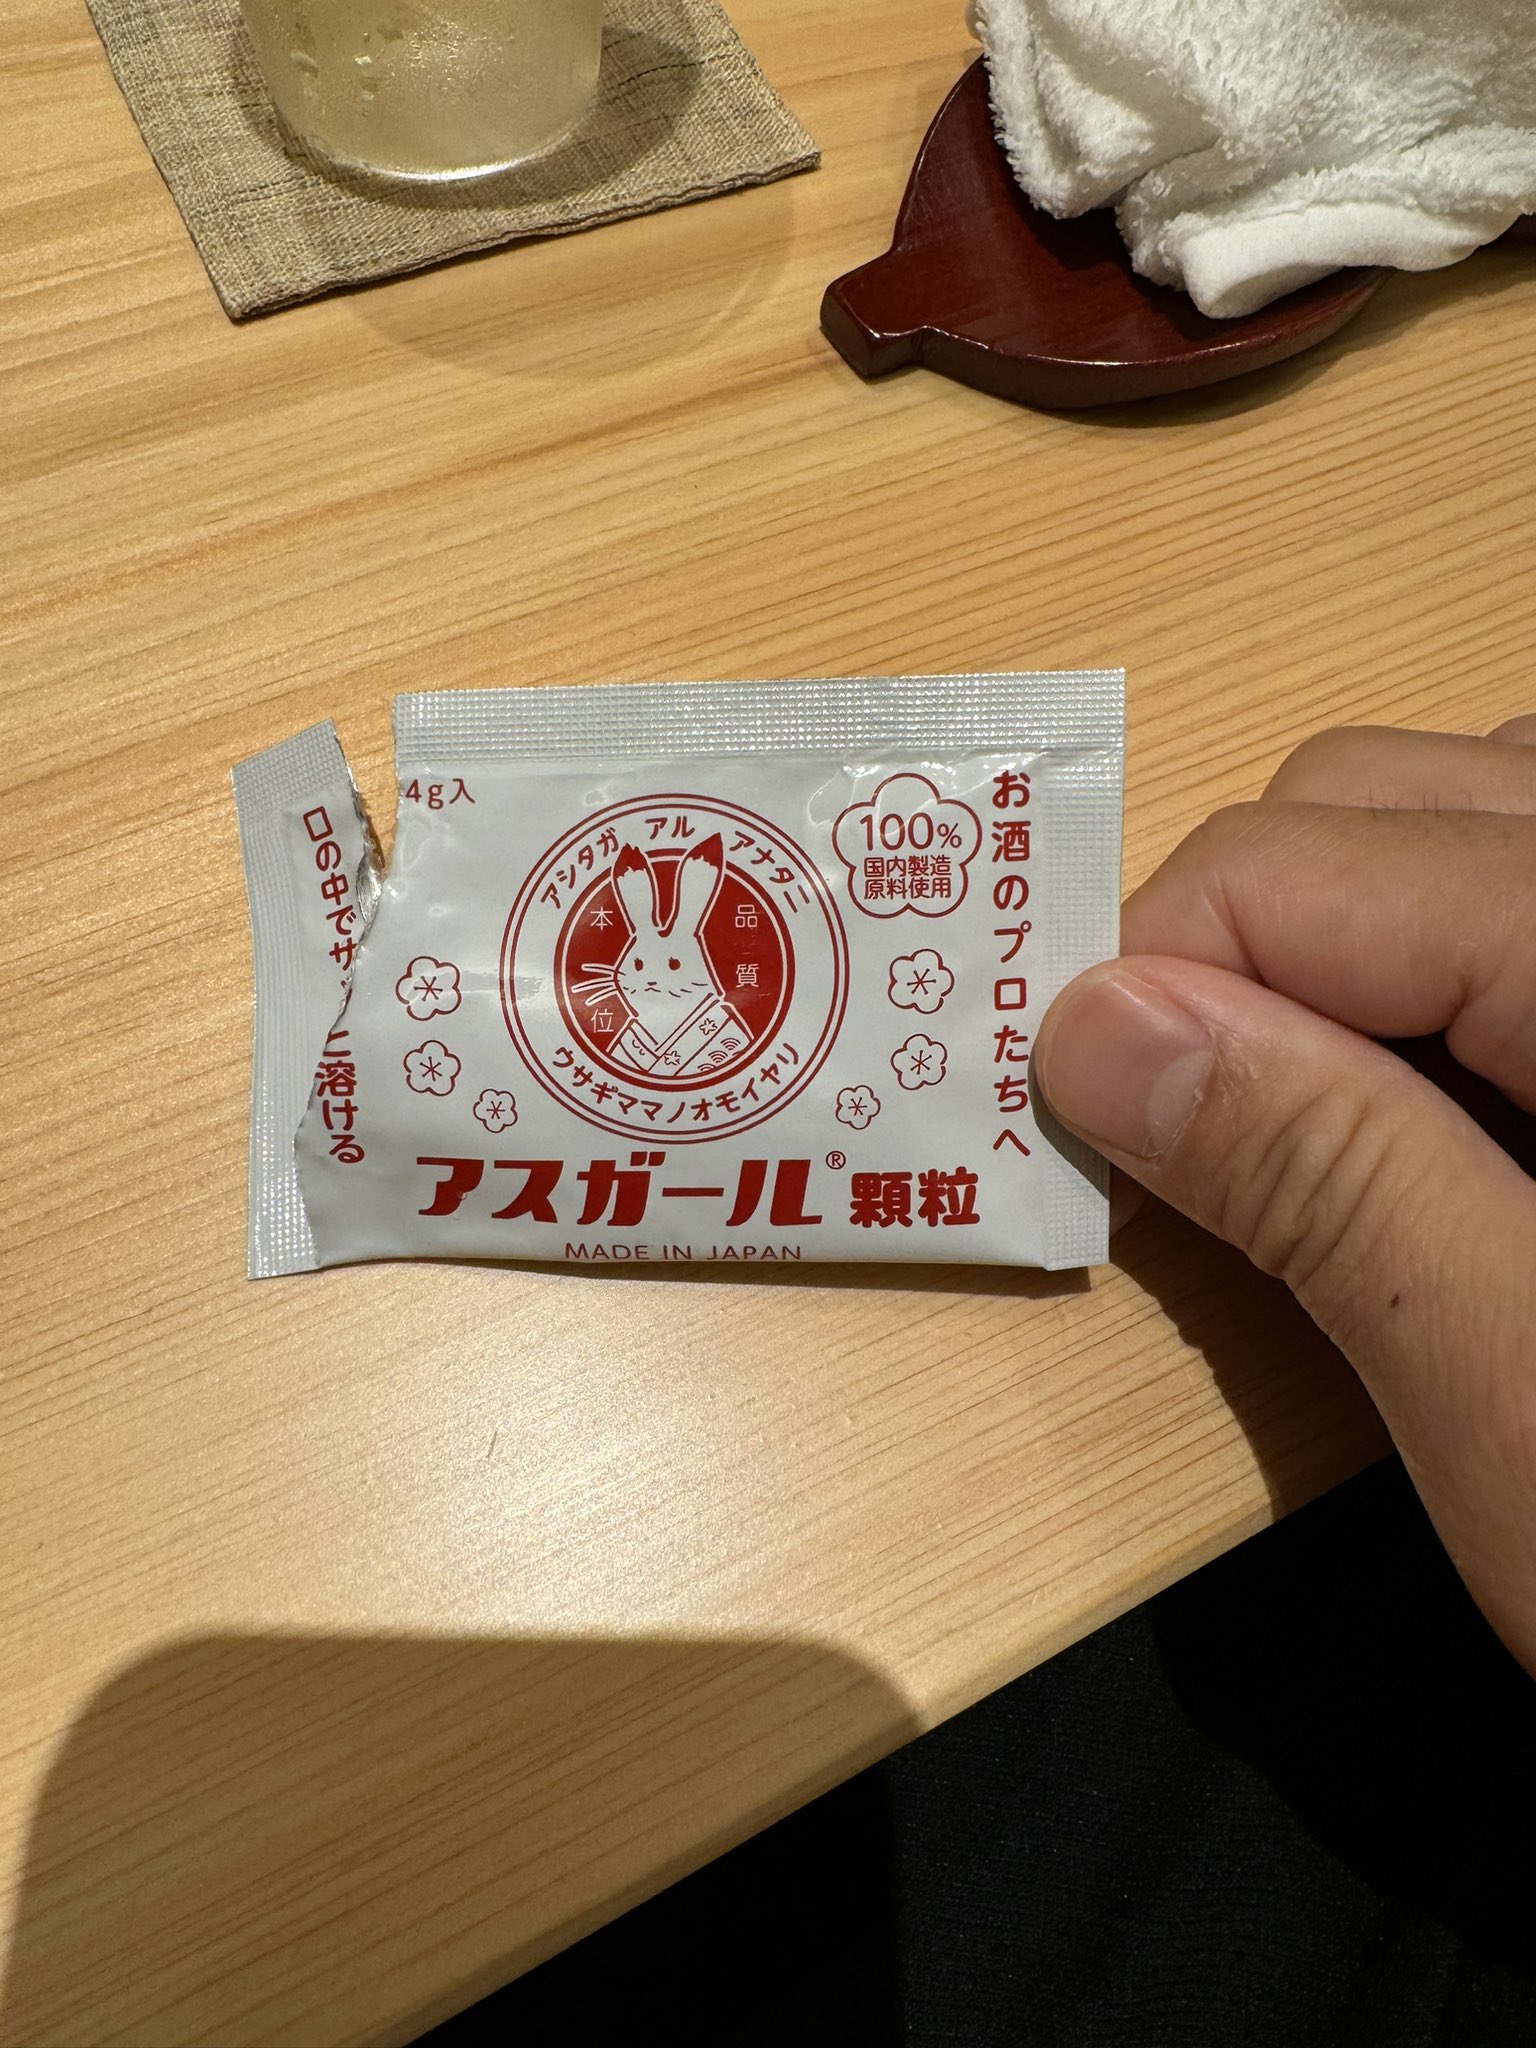 4g入
口の中でサ
に溶ける
アシタガ アル アナタニ
本位
品質
ウサギママノオモイヤリ
100%
国内製造
原料使用
お酒のプロたちへ
アスガール® 顆粒
MADE IN JAPAN